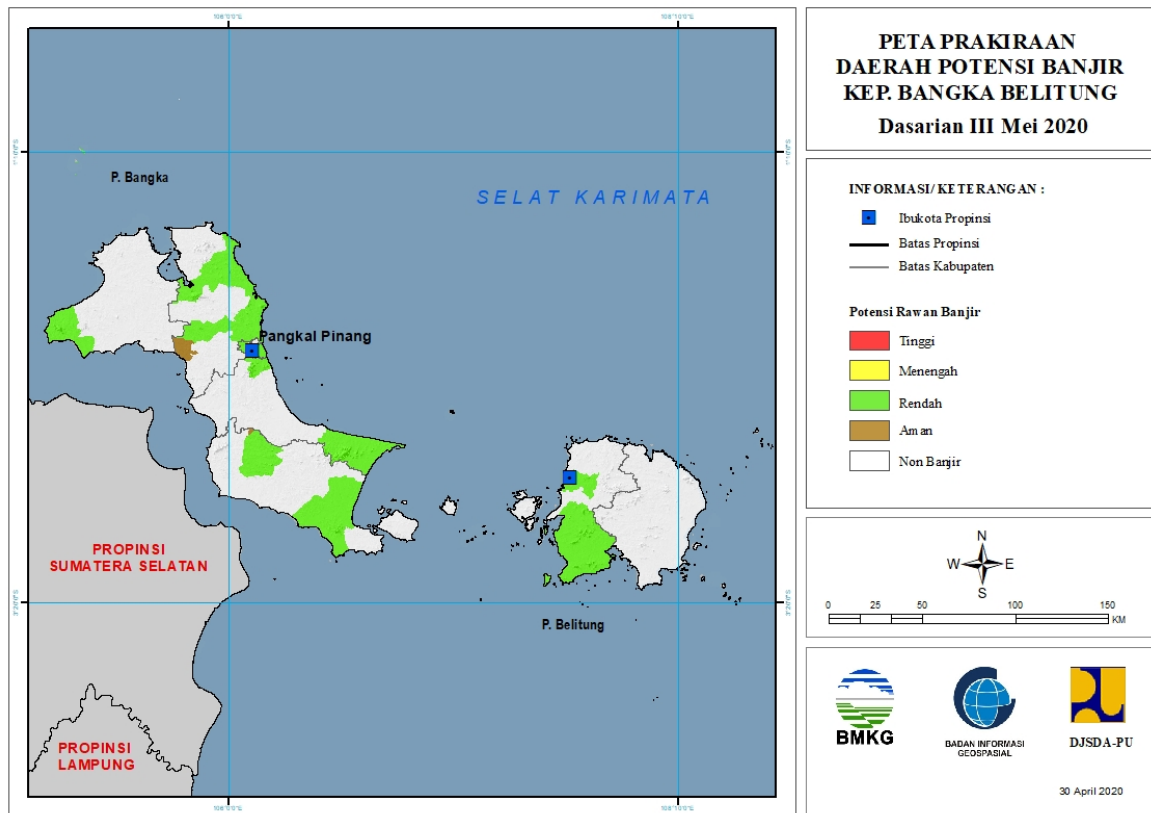 PETA PRAKIRAAN
DAERAH POTENSI BANJIR
KEP. BANGKA BELITUNG
Dasarian III Mei 2020
P. Bangka
SELAT KARIMATA
Pangkal Pinang
PROPINSI
SUMATERA SELATAN
P. Belitung
PROPINSI
LAMPUNG
INFORMASI/ KETERANGAN :
Ibukota Propinsi
Batas Propinsi
Batas Kabupaten
Potensi Rawan Banjir
Tinggi
Menengah
Rendah
Aman
Non Banjir
N
W E
S
0 25 50 100 150
KM
BMKG
BADAN INFORMASI
GEOSPASIAL
DJSDA-PU
30 April 2020